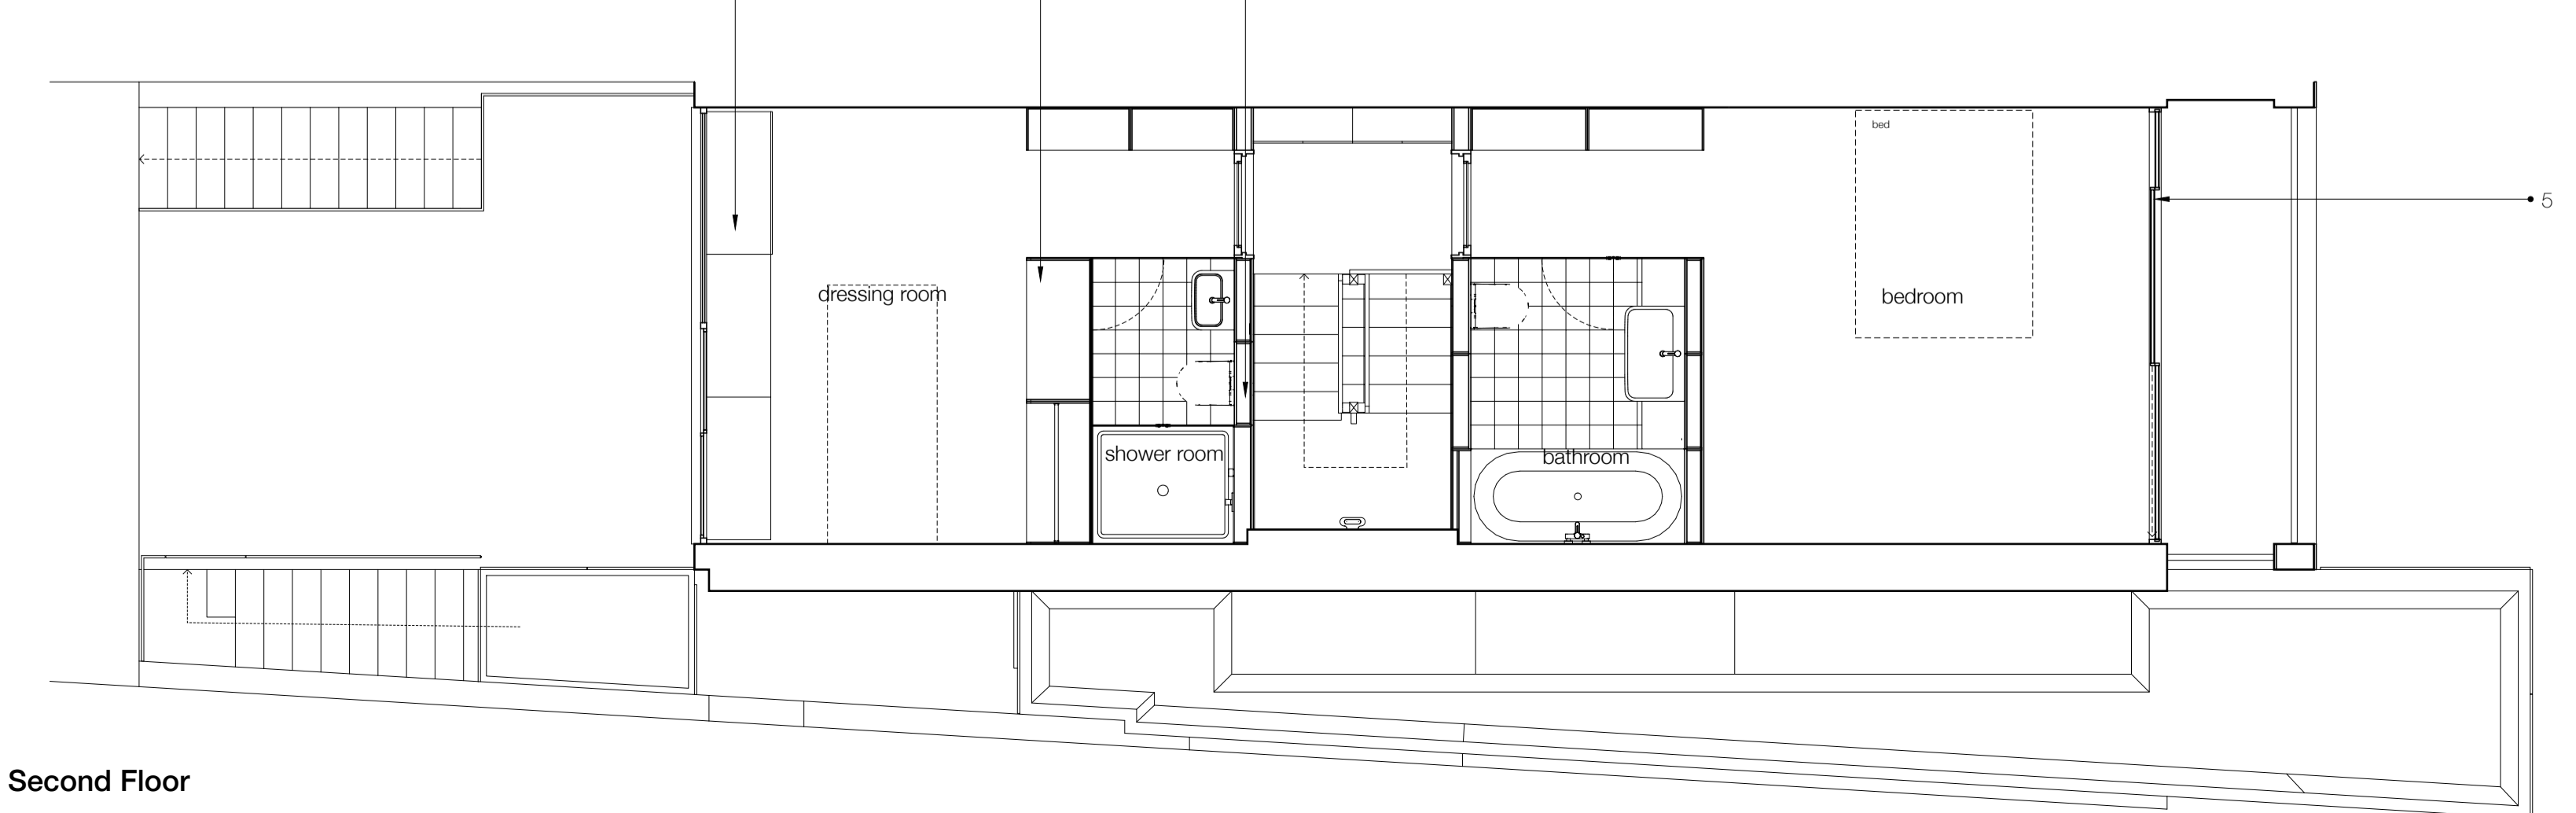 bed
5
dressing room
bedroom
shower room
bathroom
Second Floor